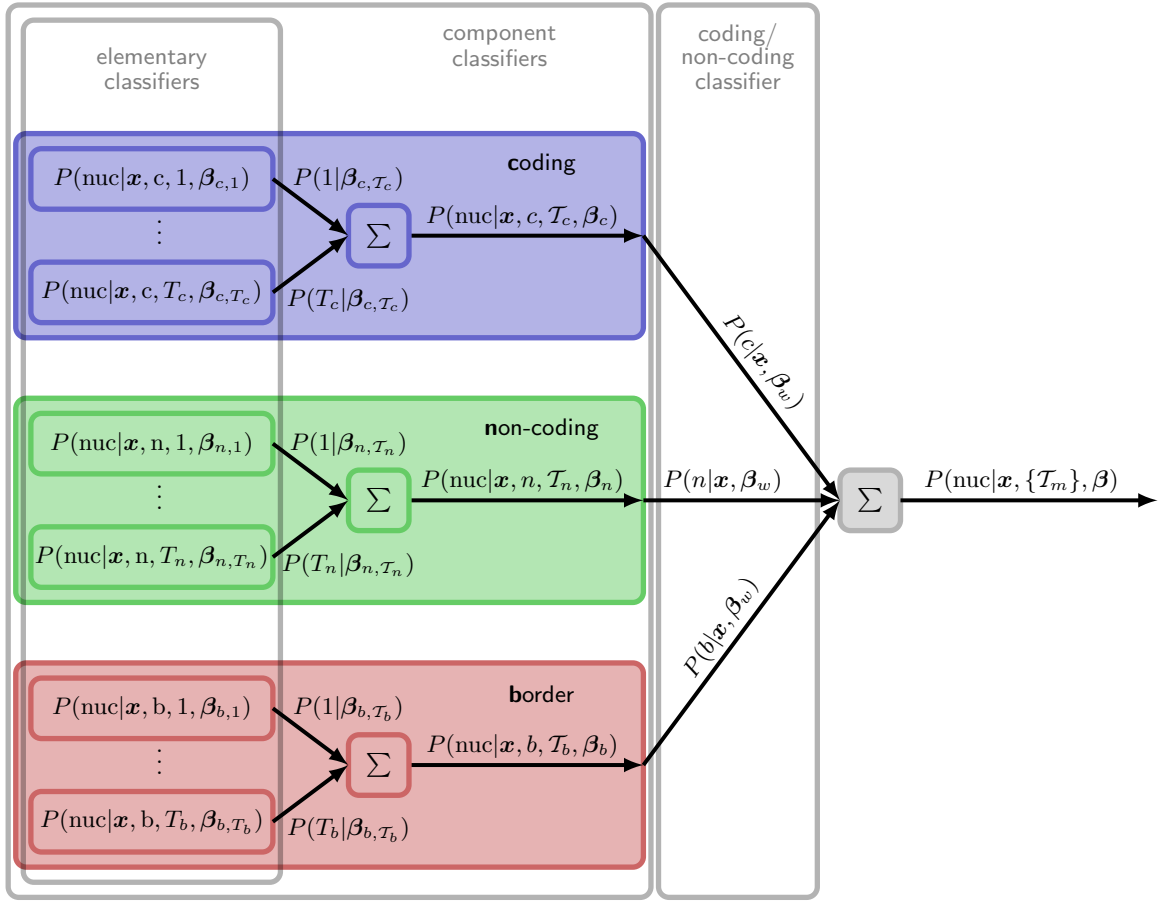 elementary
classifiers
component
classifiers
coding/
non-coding
classifier
coding
P(nuc|𝒙, c, 1, 𝜷_{c,1})
P(1|𝜷_{c,𝒯_c})
⋮
∑
P(nuc|𝒙, c, 𝒯_c, 𝜷_c)
P(nuc|𝒙, c, T_c, 𝜷_{c,T_c})
P(T_c|𝜷_{c,𝒯_c})
P(c|𝒙, 𝜷_w)
non-coding
P(nuc|𝒙, n, 1, 𝜷_{n,1})
P(1|𝜷_{n,𝒯_n})
⋮
∑
P(nuc|𝒙, n, 𝒯_n, 𝜷_n)
P(nuc|𝒙, n, T_n, 𝜷_{n,T_n})
P(T_n|𝜷_{n,𝒯_n})
P(n|𝒙, 𝜷_w)
∑
P(nuc|𝒙, {𝒯_m}, 𝜷)
border
P(nuc|𝒙, b, 1, 𝜷_{b,1})
P(1|𝜷_{b,𝒯_b})
⋮
∑
P(nuc|𝒙, b, 𝒯_b, 𝜷_b)
P(nuc|𝒙, b, T_b, 𝜷_{b,T_b})
P(T_b|𝜷_{b,𝒯_b})
P(b|𝒙, 𝜷_w)